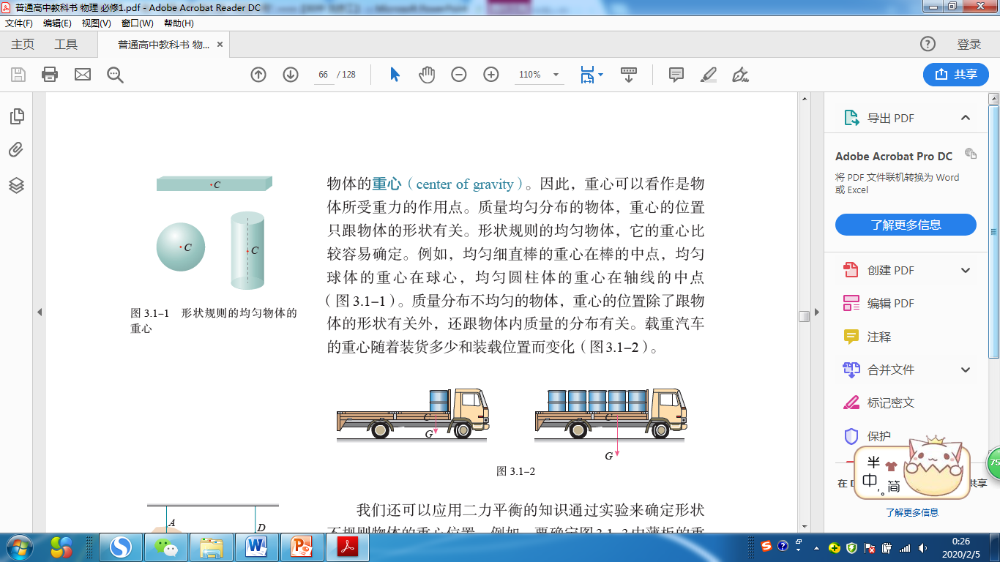 普通高中教科书 物理 必修1.pdf - Adobe Acrobat Reader DC
文件(F) 编辑(E) 视图(V) 窗口(W) 帮助(H)
主页 工具 普通高中教科书 物... × 登录
66 / 128 110% 共享
物体的重心（center of gravity）。因此，重心可以看作是物
体所受重力的作用点。质量均匀分布的物体，重心的位置
只跟物体的形状有关。形状规则的均匀物体，它的重心比
较容易确定。例如，均匀细直棒的重心在棒的中点，均匀
球体的重心在球心，均匀圆柱体的重心在轴线的中点
（图3.1-1）。质量分布不均匀的物体，重心的位置除了跟物
体的形状有关外，还跟物体内质量的分布有关。载重汽车
的重心随着装货多少和装载位置而变化（图3.1-2）。
C
C
C
图 3.1-1 形状规则的均匀物体的
重心
C
G
C
G
图 3.1-2
我们还可以应用二力平衡的知识通过实验来确定形状
不规则物体的重心位置。例如，要确定图3.1-3中薄板的重
A
D
导出 PDF
Adobe Acrobat Pro DC
将 PDF 文件联机转换为 Word
或 Excel
了解更多信息
创建 PDF
编辑 PDF
注释
合并文件
标记密文
保护
在
共享
了解更多信息
半
中
简
75
0:26
2020/2/5